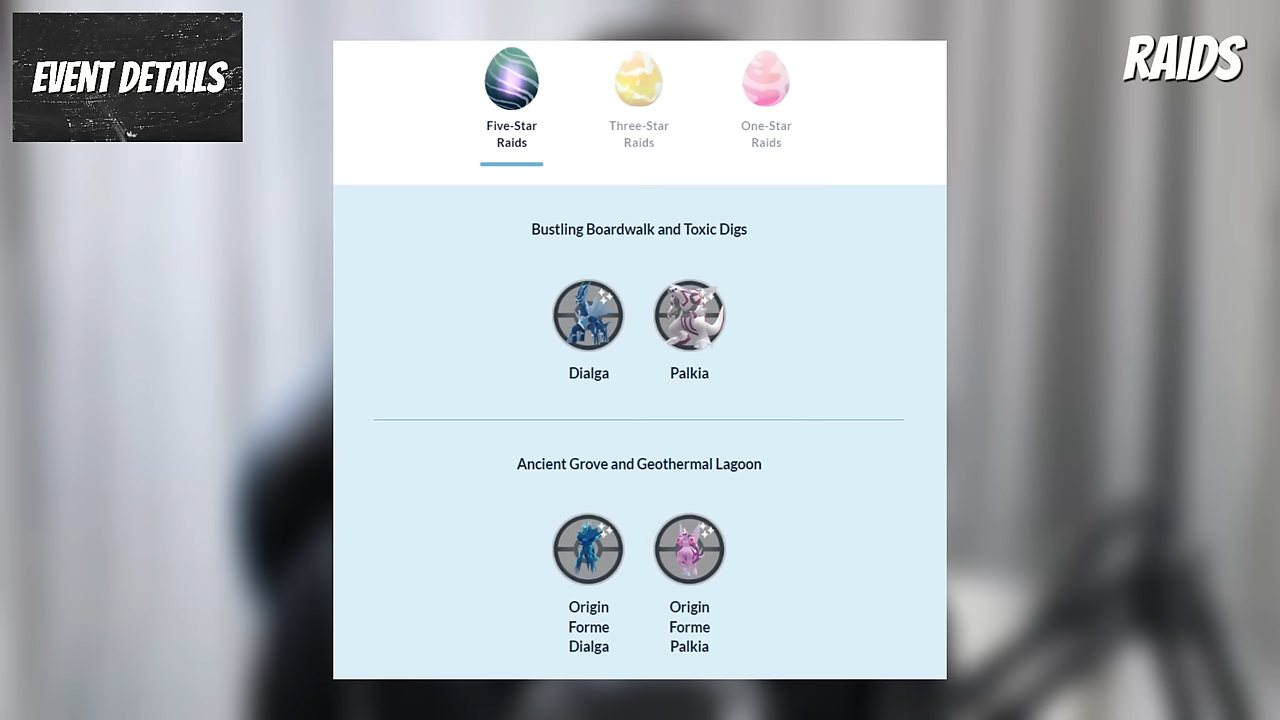 EVENT DETAILS
RAIDS
Five-Star
Raids
Three-Star
Raids
One-Star
Raids
Bustling Boardwalk and Toxic Digs
Dialga
Palkia
Ancient Grove and Geothermal Lagoon
Origin
Forme
Dialga
Origin
Forme
Palkia